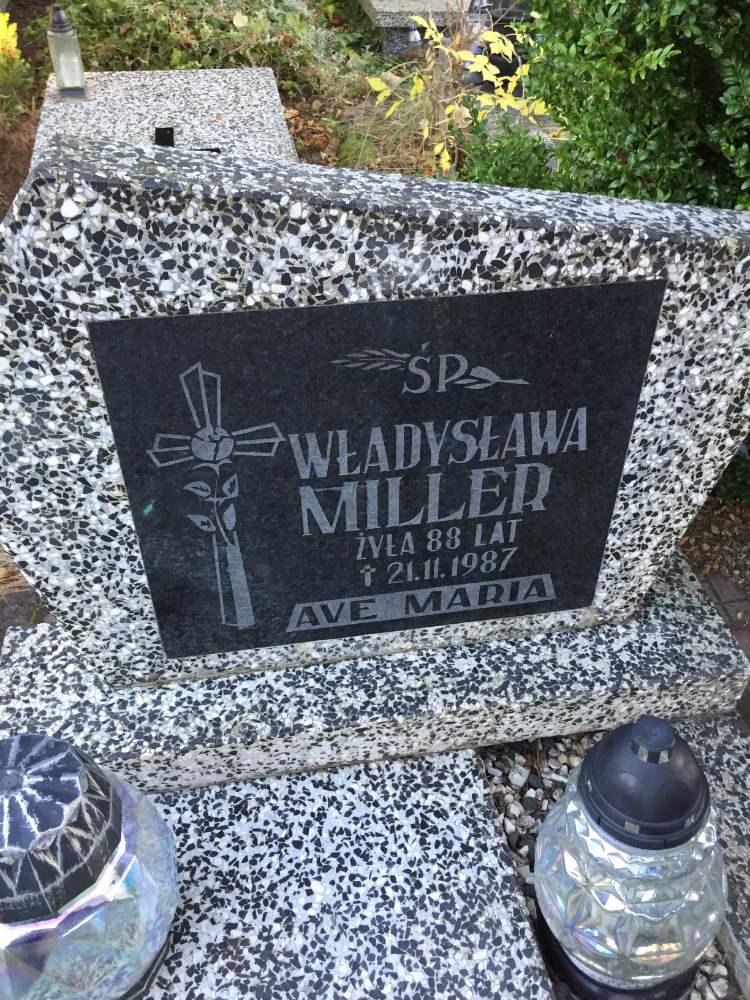 ŚP
WŁADYSŁAWA
MILLER
ŻYŁA 88 LAT
✝ 21.11.1987
AVE MARIA